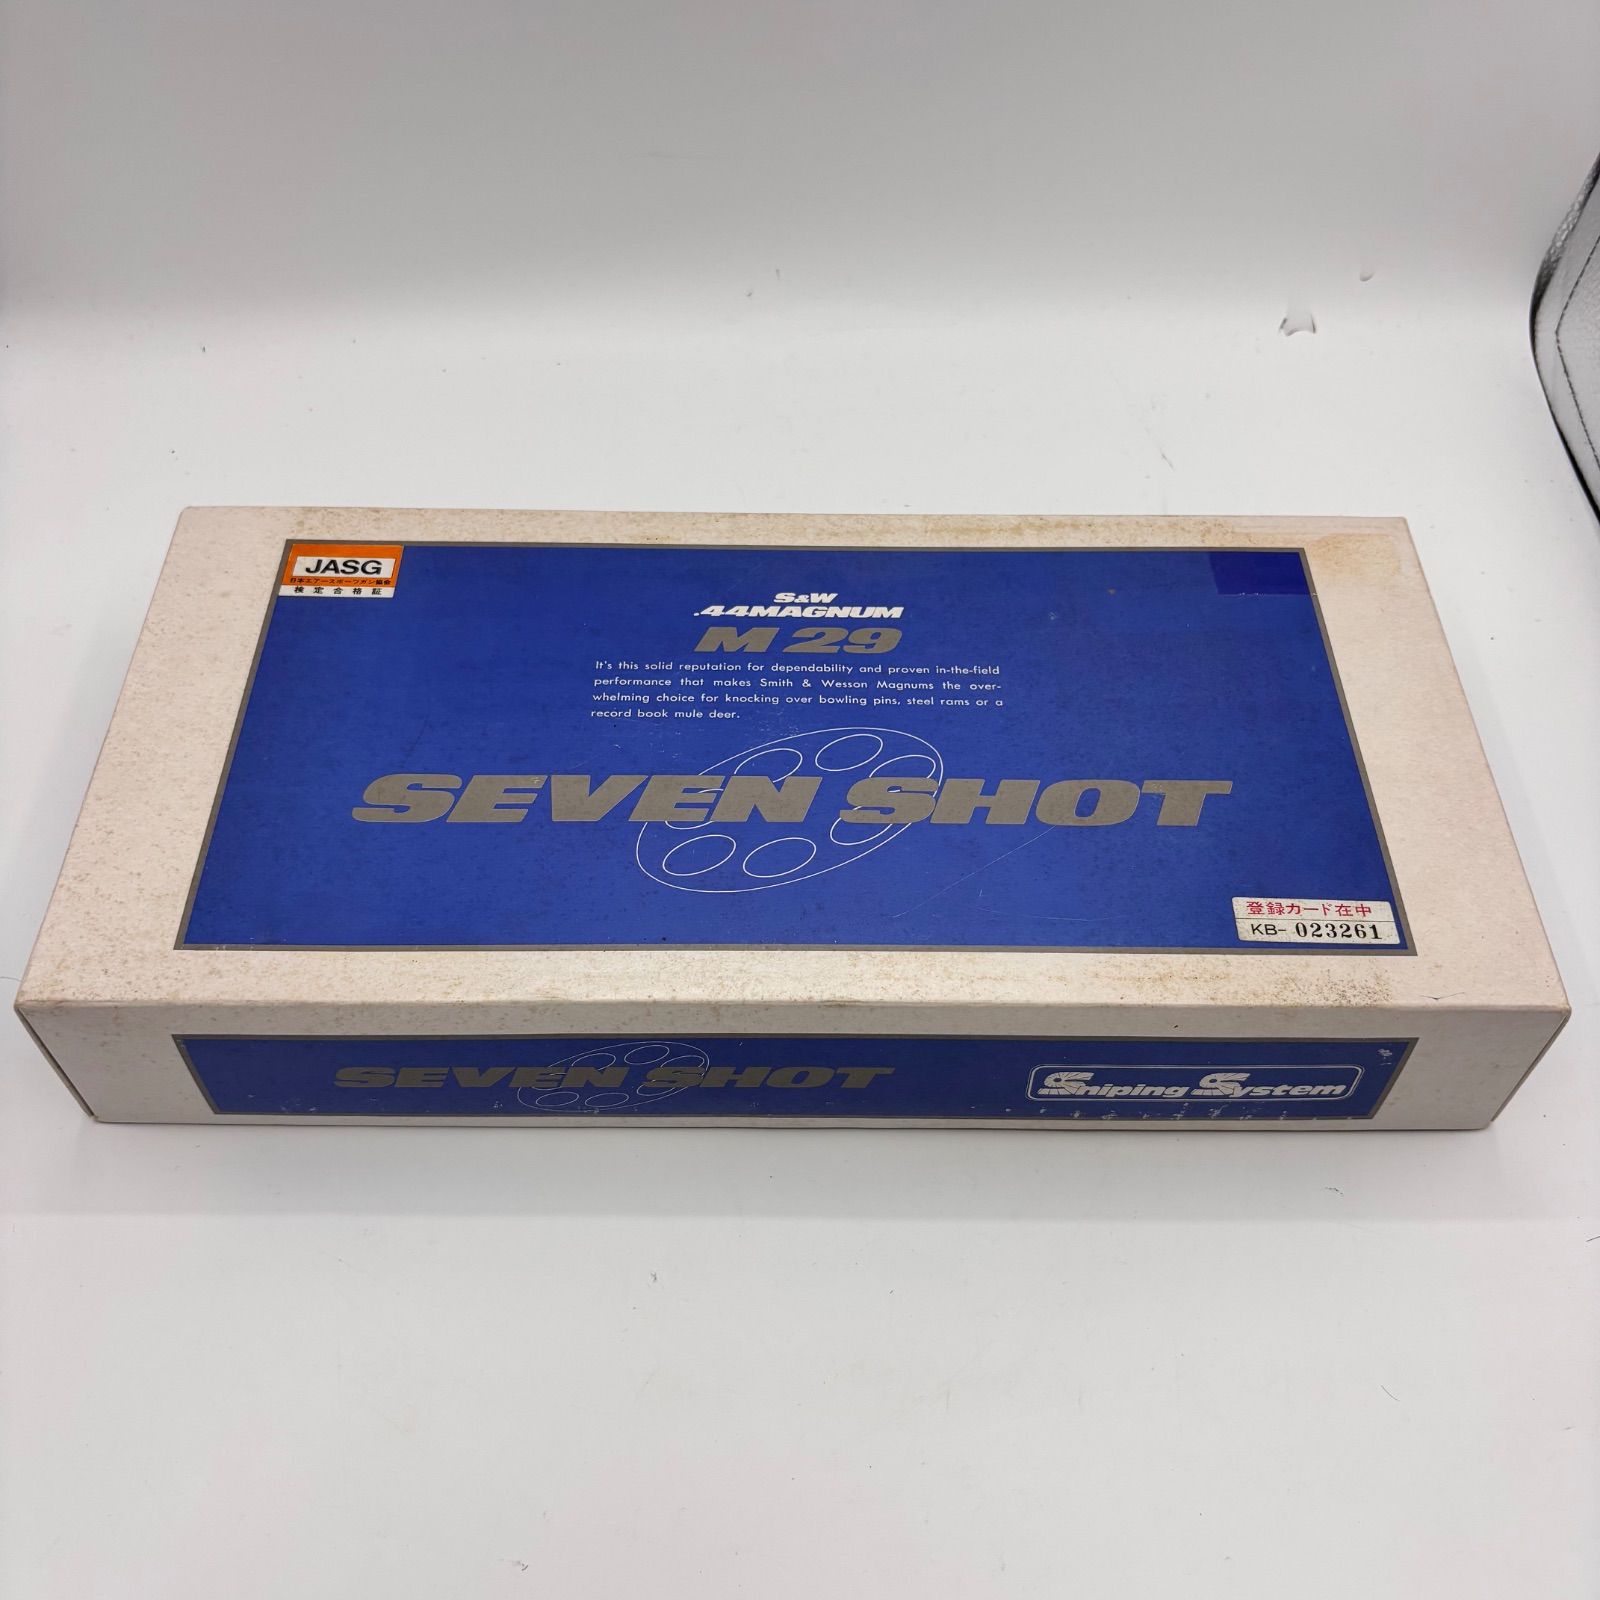 JASG
日本エアースポーツガン協会
検定合格証
S&W
.44MAGNUM
M29
It's this solid reputation for dependability and proven in-the-field
performance that makes Smith & Wesson Magnums the over-
whelming choice for knocking over bowling pins, steel rams or a
record book mule deer.
SEVEN SHOT
登録カード在中
KB- 023261
SEVEN SHOT
Sniping System